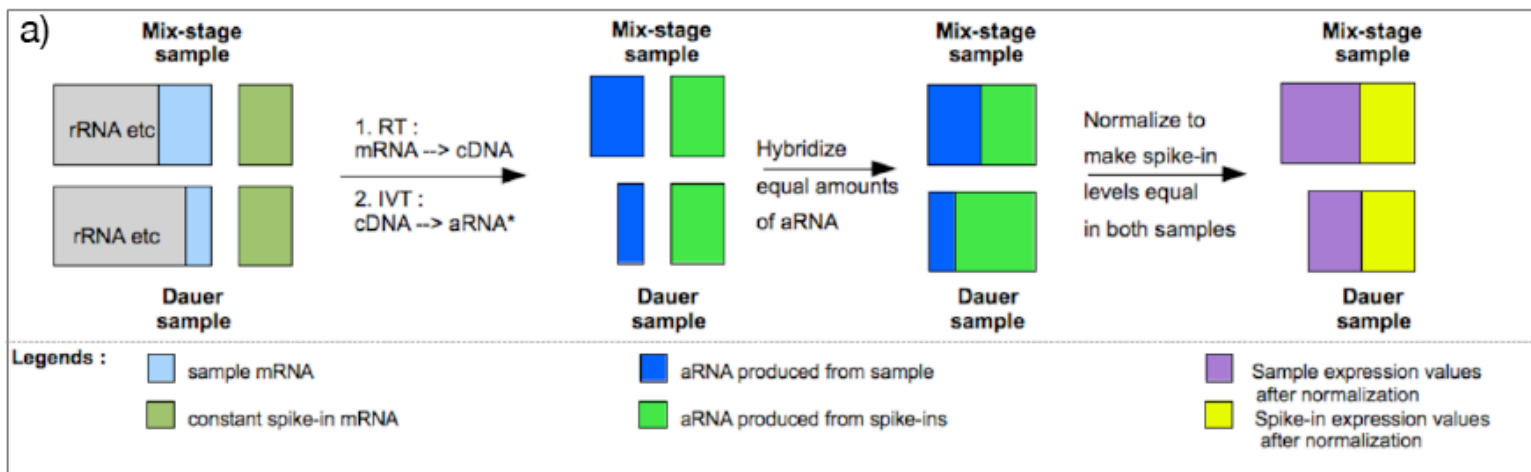 a)
Mix-stage
sample
rRNA etc
rRNA etc
Dauer
sample
1. RT :
mRNA --> cDNA
2. IVT:
cDNA --> aRNA*
Mix-stage
sample
Dauer
sample
Hybridize
equal amounts
of aRNA
Mix-stage
sample
Dauer
sample
Normalize to
make spike-in
levels equal
in both samples
Mix-stage
sample
Dauer
sample
Legends :
sample mRNA
constant spike-in mRNA
aRNA produced from sample
aRNA produced from spike-ins
Sample expression values
after normalization
Spike-in expression values
after normalization